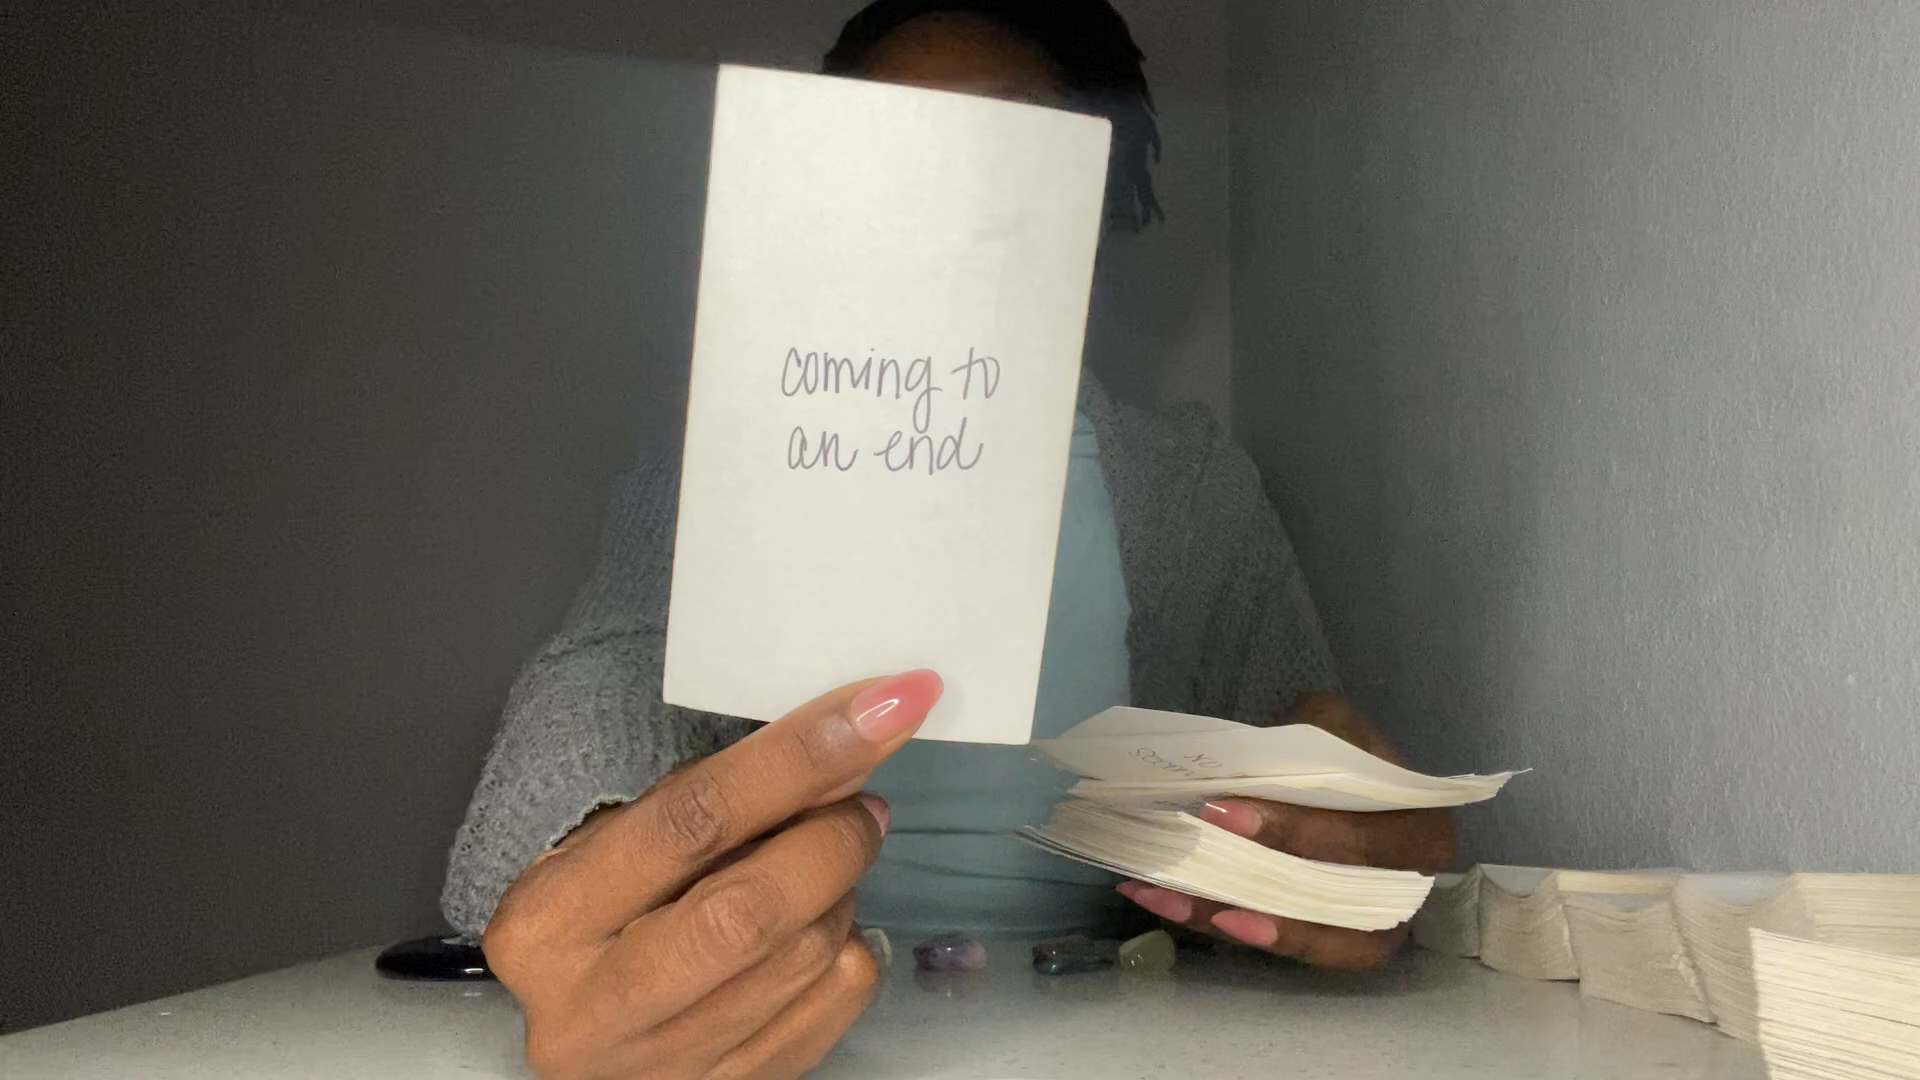 coming to
an end